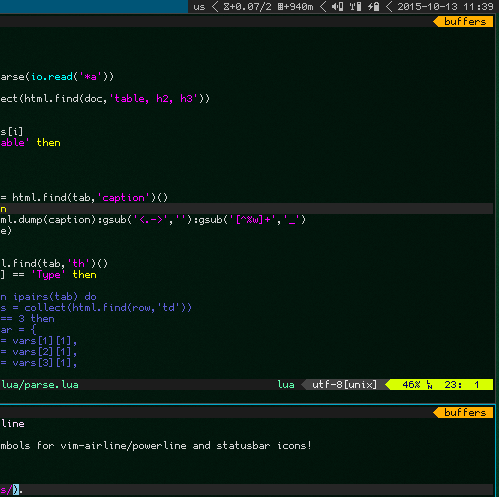 us +0.07/2 +940m 2015-10-13 11:39
buffers
arse(io.read('*a'))
ect(html.find(doc,'table, h2, h3'))
s[i]
able' then
= html.find(tab,'caption')()
n
ml.dump(caption):gsub('<.->',''):gsub('[^%w]+','_')
e)
l.find(tab,'th')()
] == 'Type' then
n ipairs(tab) do
s = collect(html.find(row,'td'))
== 3 then
ar = {
= vars[1][1],
= vars[2][1],
= vars[3][1],
lua/parse.lua lua utf-8[unix] 46% LN 23: 1
buffers
line
mbols for vim-airline/powerline and statusbar icons!
s/).